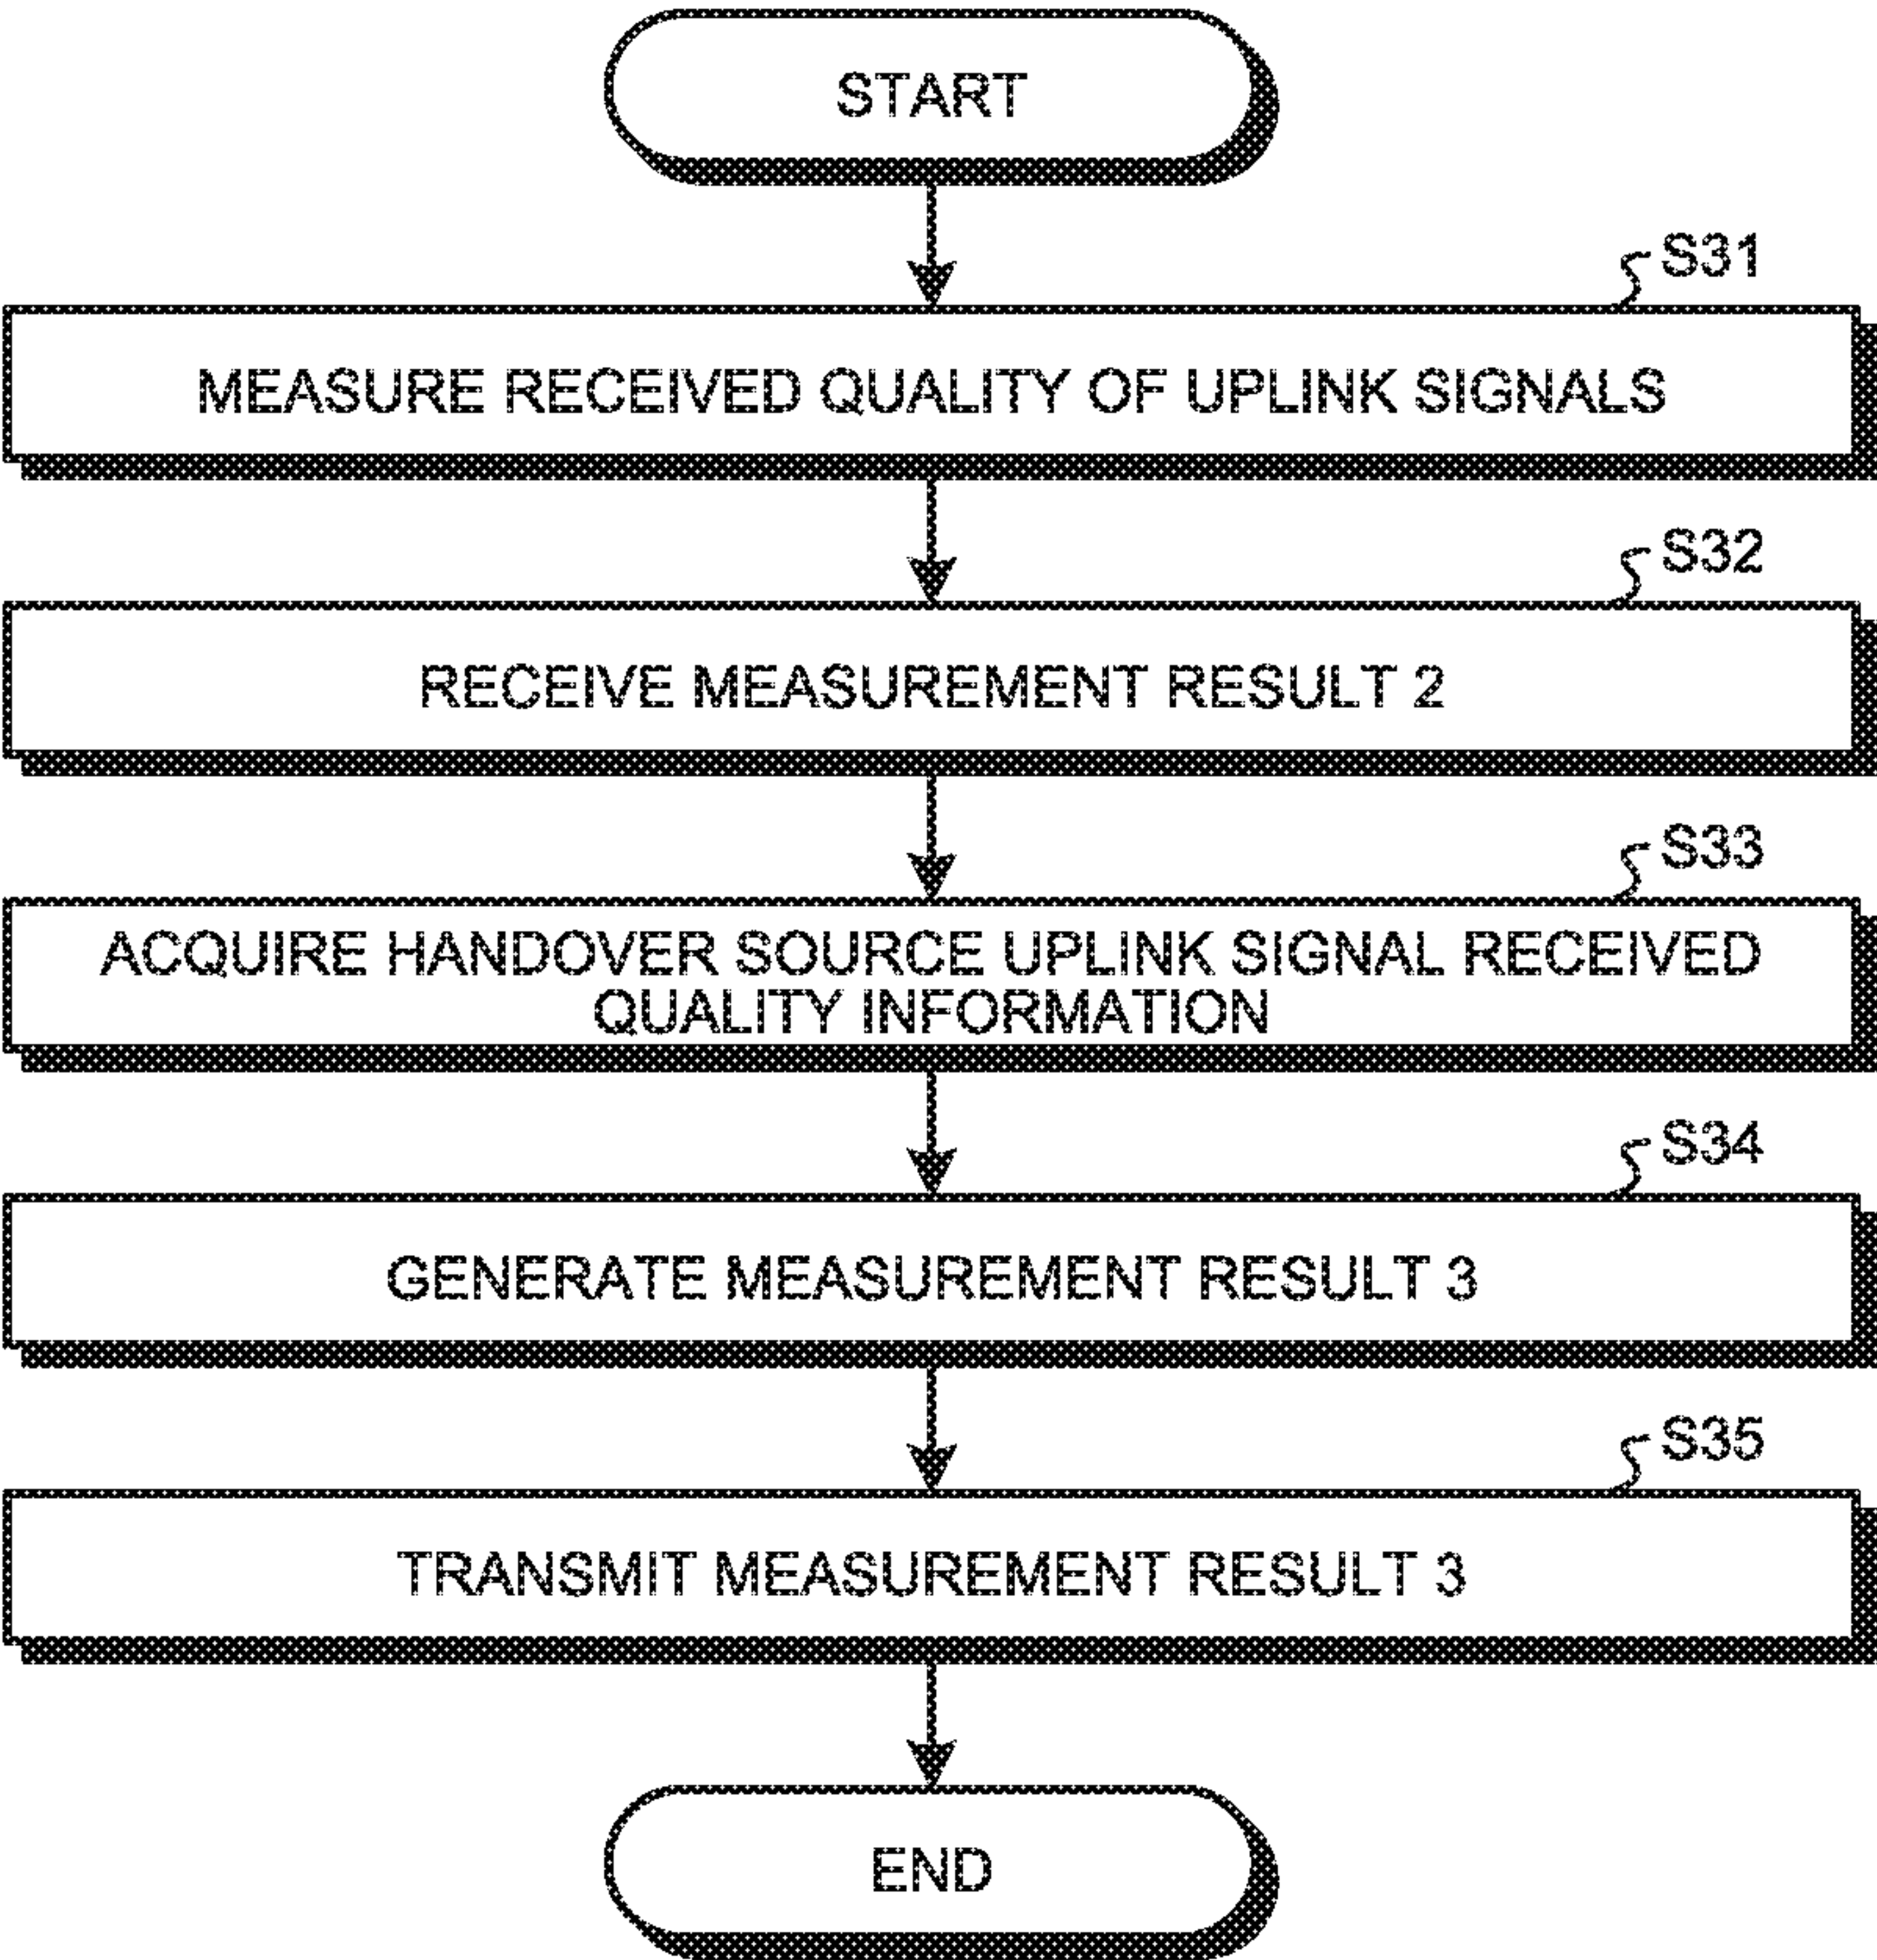 START
S31
MEASURE RECEIVED QUALITY OF UPLINK SIGNALS
S32
RECEIVE MEASUREMENT RESULT 2
S33
ACQUIRE HANDOVER SOURCE UPLINK SIGNAL RECEIVED
QUALITY INFORMATION
S34
GENERATE MEASUREMENT RESULT 3
S35
TRANSMIT MEASUREMENT RESULT 3
END